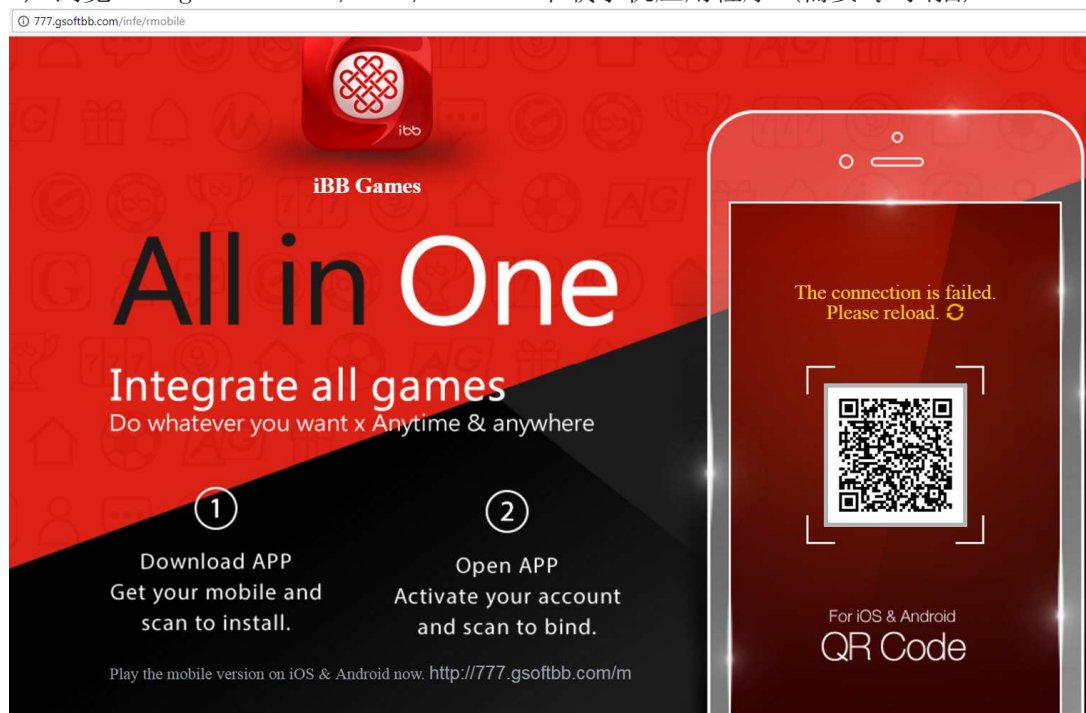 777.gsoftbb.com/infe/rmobile
ibb
iBB Games
All in One
Integrate all games
Do whatever you want x Anytime & anywhere
1
Download APP
Get your mobile and
scan to install.
2
Open APP
Activate your account
and scan to bind.
Play the mobile version on iOS & Android now. http://777.gsoftbb.com/m
The connection is failed.
Please reload.
For iOS & Android
QR Code